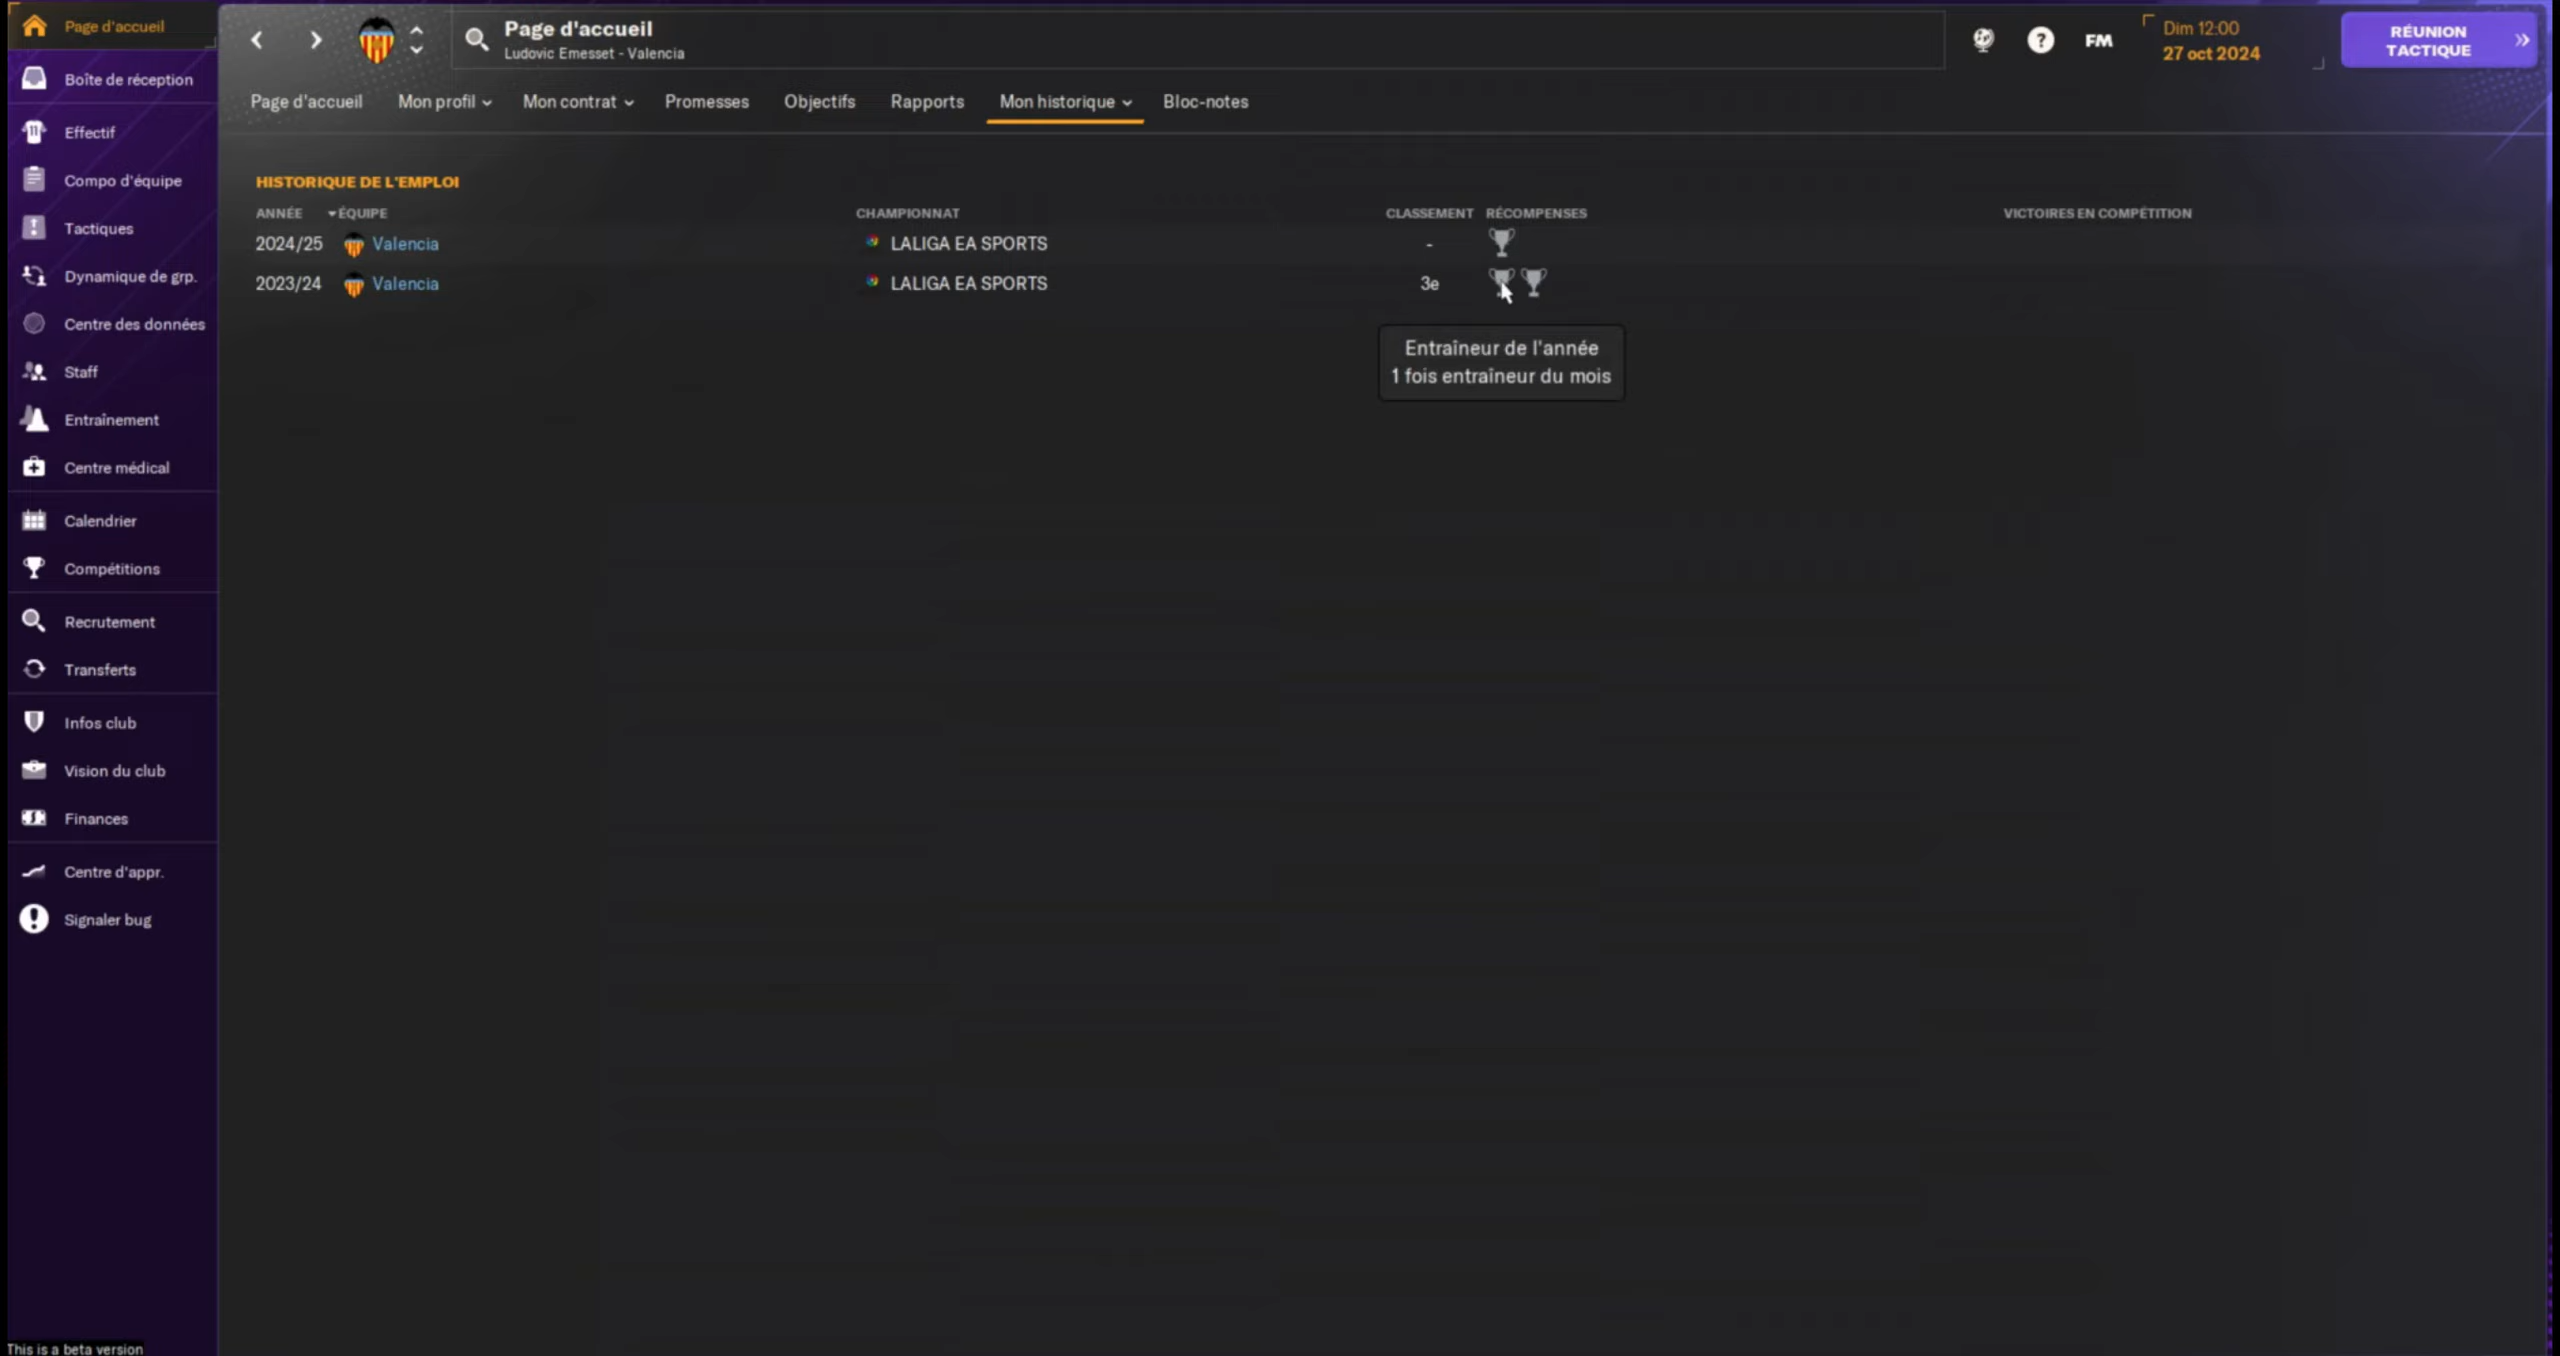 Page d'accueil
Boîte de réception
Effectif
Compo d'équipe
Tactiques
Dynamique de grp.
Centre des données
Staff
Entraînement
Centre médical
Calendrier
Compétitions
Recrutement
Transferts
Infos club
Vision du club
Finances
Centre d'appr.
Signaler bug
This is a beta version
Page d'accueil
Ludovic Emesset - Valencia
FM
Dim 12:00
27 oct 2024
RÉUNION
TACTIQUE
Page d'accueil Mon profil Mon contrat Promesses Objectifs Rapports Mon historique Bloc-notes
HISTORIQUE DE L'EMPLOI
ANNÉE ÉQUIPE CHAMPIONNAT CLASSEMENT RÉCOMPENSES VICTOIRES EN COMPÉTITION
2024/25 Valencia LALIGA EA SPORTS -
2023/24 Valencia LALIGA EA SPORTS 3e
Entraîneur de l'année
1 fois entraîneur du mois